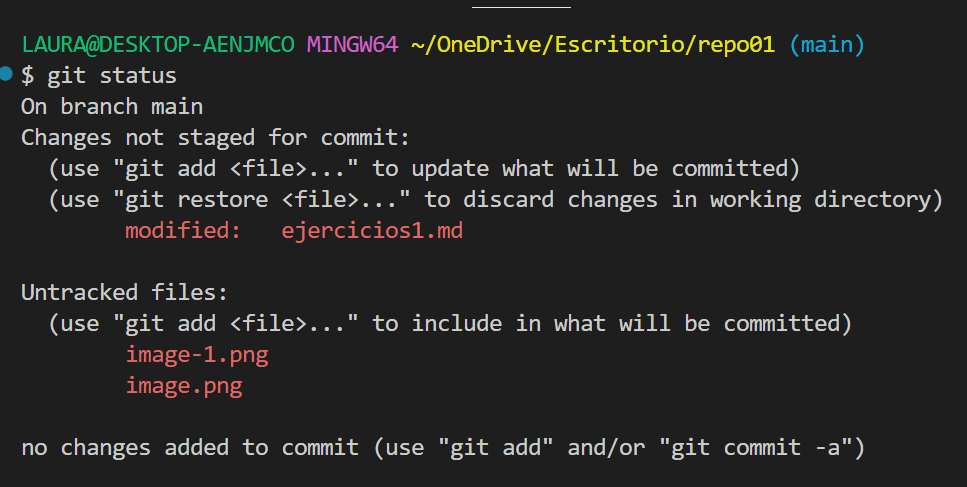 LAURA@DESKTOP-AENJMCO MINGW64 ~/OneDrive/Escritorio/repo01 (main)
$ git status
On branch main
Changes not staged for commit:
  (use "git add <file>..." to update what will be committed)
  (use "git restore <file>..." to discard changes in working directory)
        modified:   ejercicios1.md

Untracked files:
  (use "git add <file>..." to include in what will be committed)
        image-1.png
        image.png

no changes added to commit (use "git add" and/or "git commit -a")